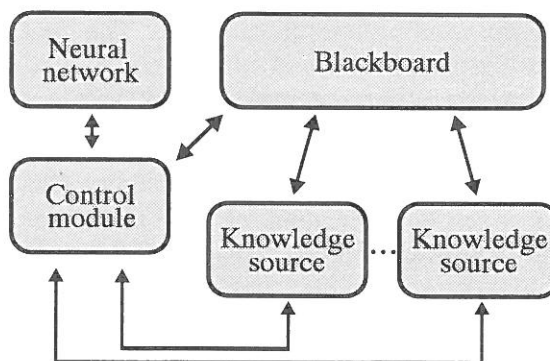 Neural
network
Blackboard
Control
module
Knowledge
source
...
Knowledge
source